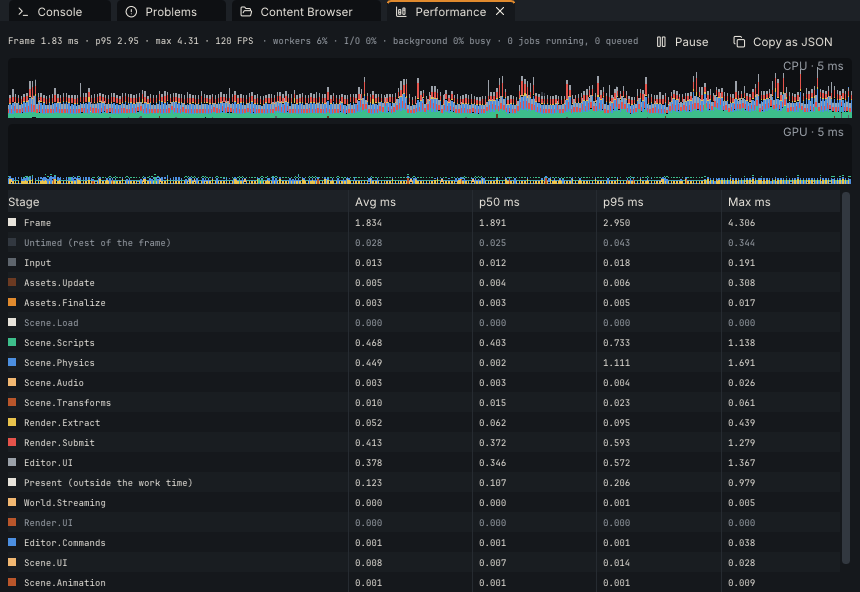 Console Problems Content Browser Performance
Frame 1.83 ms · p95 2.95 · max 4.31 · 120 FPS · workers 6% · I/O 0% · background 0% busy · 0 jobs running, 0 queued Pause Copy as JSON
CPU · 5 ms
GPU · 5 ms
Stage Avg ms p50 ms p95 ms Max ms
Frame 1.834 1.891 2.950 4.306
Untimed (rest of the frame) 0.028 0.025 0.043 0.344
Input 0.013 0.012 0.018 0.191
Assets.Update 0.005 0.004 0.006 0.308
Assets.Finalize 0.003 0.003 0.005 0.017
Scene.Load 0.000 0.000 0.000 0.000
Scene.Scripts 0.468 0.403 0.733 1.138
Scene.Physics 0.449 0.002 1.111 1.691
Scene.Audio 0.003 0.003 0.004 0.026
Scene.Transforms 0.010 0.015 0.023 0.061
Render.Extract 0.052 0.062 0.095 0.439
Render.Submit 0.413 0.372 0.593 1.279
Editor.UI 0.378 0.346 0.572 1.367
Present (outside the work time) 0.123 0.107 0.206 0.979
World.Streaming 0.000 0.000 0.001 0.005
Render.UI 0.000 0.000 0.000 0.000
Editor.Commands 0.001 0.001 0.001 0.038
Scene.UI 0.008 0.007 0.014 0.028
Scene.Animation 0.001 0.001 0.001 0.009